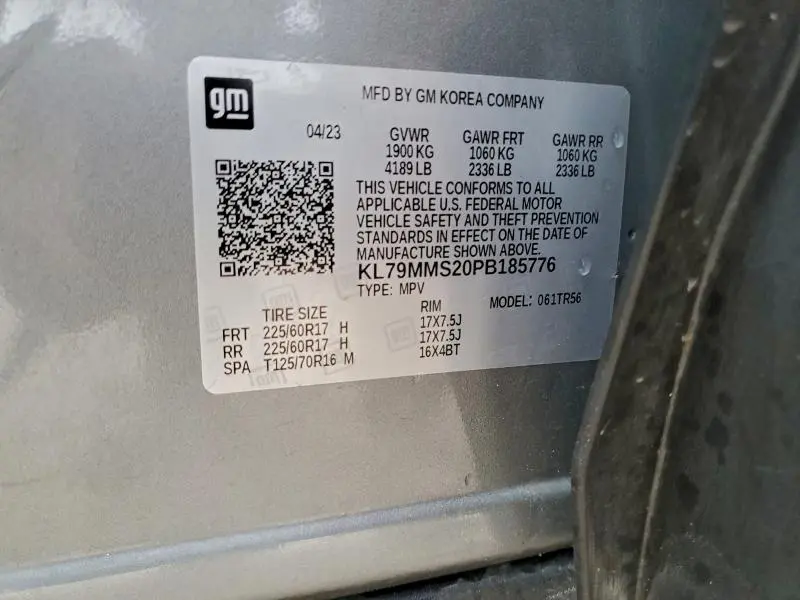 gm
MFD BY GM KOREA COMPANY
04/23 GVWR GAWR FRT GAWR RR
1900 KG 1060 KG 1060 KG
4189 LB 2336 LB 2336 LB
THIS VEHICLE CONFORMS TO ALL
APPLICABLE U.S. FEDERAL MOTOR
VEHICLE SAFETY AND THEFT PREVENTION
STANDARDS IN EFFECT ON THE DATE OF
MANUFACTURE SHOWN ABOVE.
KL79MMS20PB185776
TYPE: MPV MODEL: 061TR56
TIRE SIZE RIM
FRT 225/60R17 H 17X7.5J
RR 225/60R17 H 17X7.5J
SPA T125/70R16 M 16X4BT